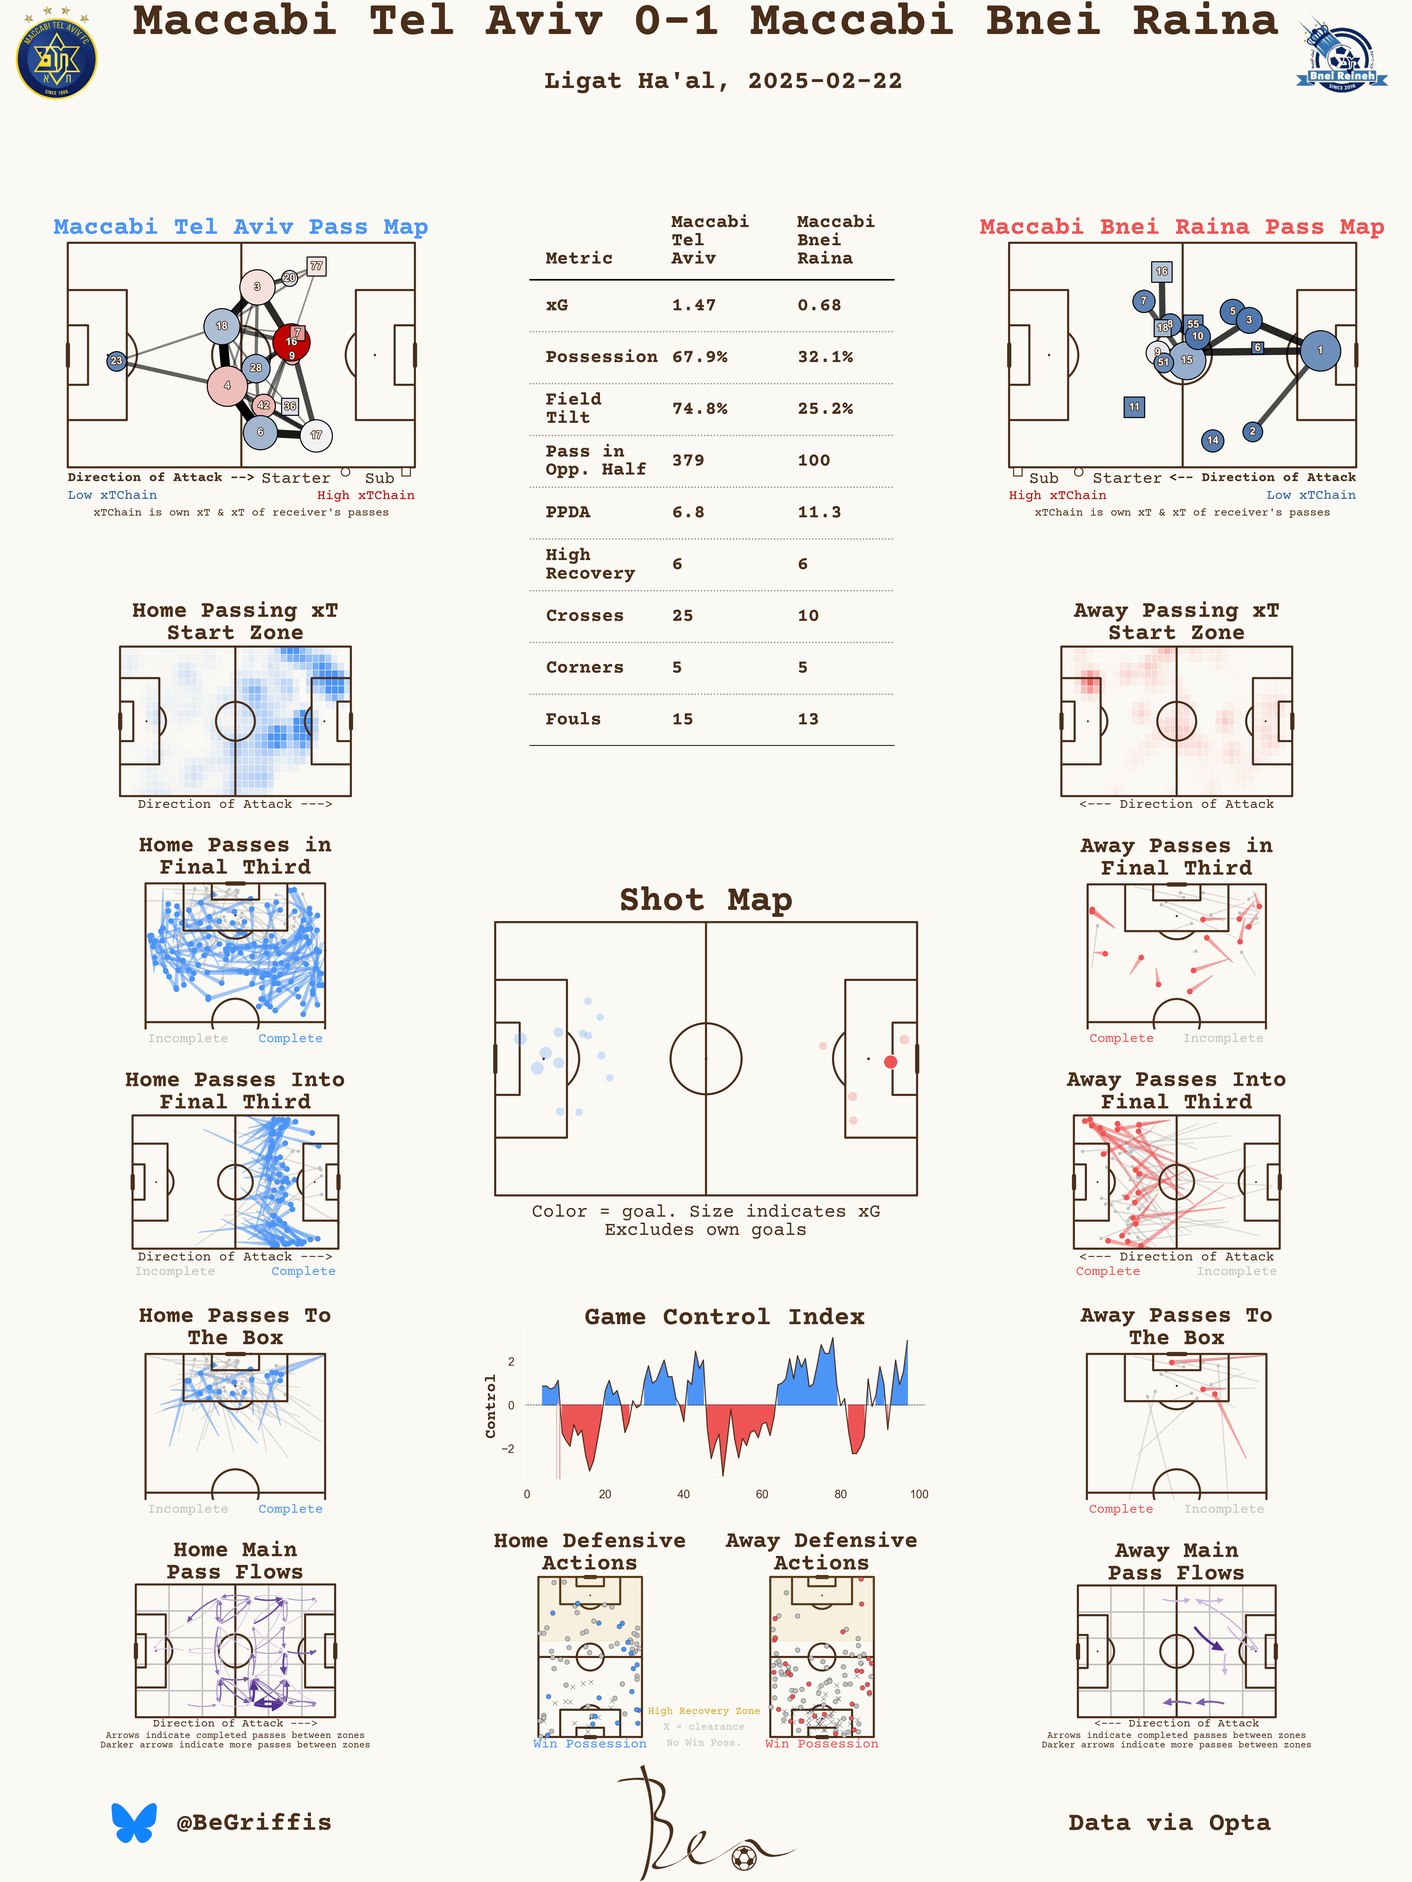 Maccabi Tel Aviv 0-1 Maccabi Bnei Raina
Ligat Ha'al, 2025-02-22
MACCABI TEL AVIV FC
SINCE 1906
Bnei Reineh
SINCE 2016
Maccabi Tel Aviv Pass Map
77
20
3
18
7
16
9
23
28
4
42
36
6
17
Direction of Attack --> Starter Sub
Low xTChain High xTChain
xTChain is own xT & xT of receiver's passes
Metric Maccabi Tel Aviv Maccabi Bnei Raina
xG 1.47 0.68
Possession 67.9% 32.1%
Field Tilt 74.8% 25.2%
Pass in Opp. Half 379 100
PPDA 6.8 11.3
High Recovery 6 6
Crosses 25 10
Corners 5 5
Fouls 15 13
Maccabi Bnei Raina Pass Map
16
7
5
3
18
8
55
10
9
51
15
6
1
11
14
2
Sub Starter <-- Direction of Attack
High xTChain Low xTChain
xTChain is own xT & xT of receiver's passes
Home Passing xT
Start Zone
Direction of Attack --->
Away Passing xT
Start Zone
<--- Direction of Attack
Home Passes in
Final Third
Incomplete Complete
Away Passes in
Final Third
Complete Incomplete
Shot Map
Color = goal. Size indicates xG
Excludes own goals
Home Passes Into
Final Third
Direction of Attack --->
Incomplete Complete
Away Passes Into
Final Third
<--- Direction of Attack
Complete Incomplete
Home Passes To
The Box
Incomplete Complete
Game Control Index
Control
2
0
−2
0 20 40 60 80 100
Away Passes To
The Box
Complete Incomplete
Home Main
Pass Flows
Direction of Attack --->
Arrows indicate completed passes between zones
Darker arrows indicate more passes between zones
Home Defensive
Actions
Win Possession
Away Defensive
Actions
Win Possession
High Recovery Zone
X = clearance
No Win Poss.
Away Main
Pass Flows
<--- Direction of Attack
Arrows indicate completed passes between zones
Darker arrows indicate more passes between zones
@BeGriffis
Ben
Data via Opta